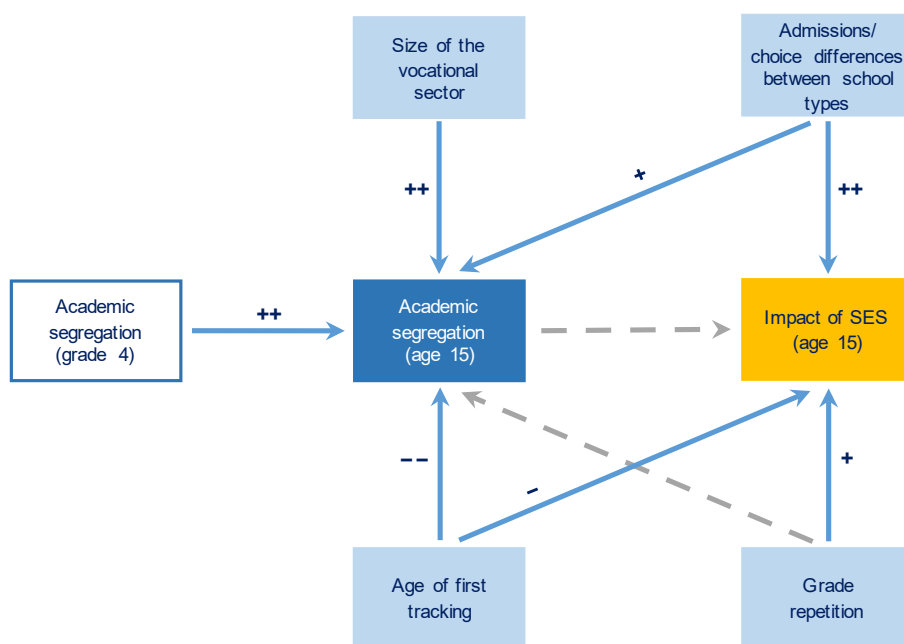 Size of the
vocational
sector
Admissions/
choice differences
between school
types
++
+
++
Academic
segregation
(grade 4)
++
Academic
segregation
(age 15)
Impact of SES
(age 15)
– –
–
+
Age of first
tracking
Grade
repetition